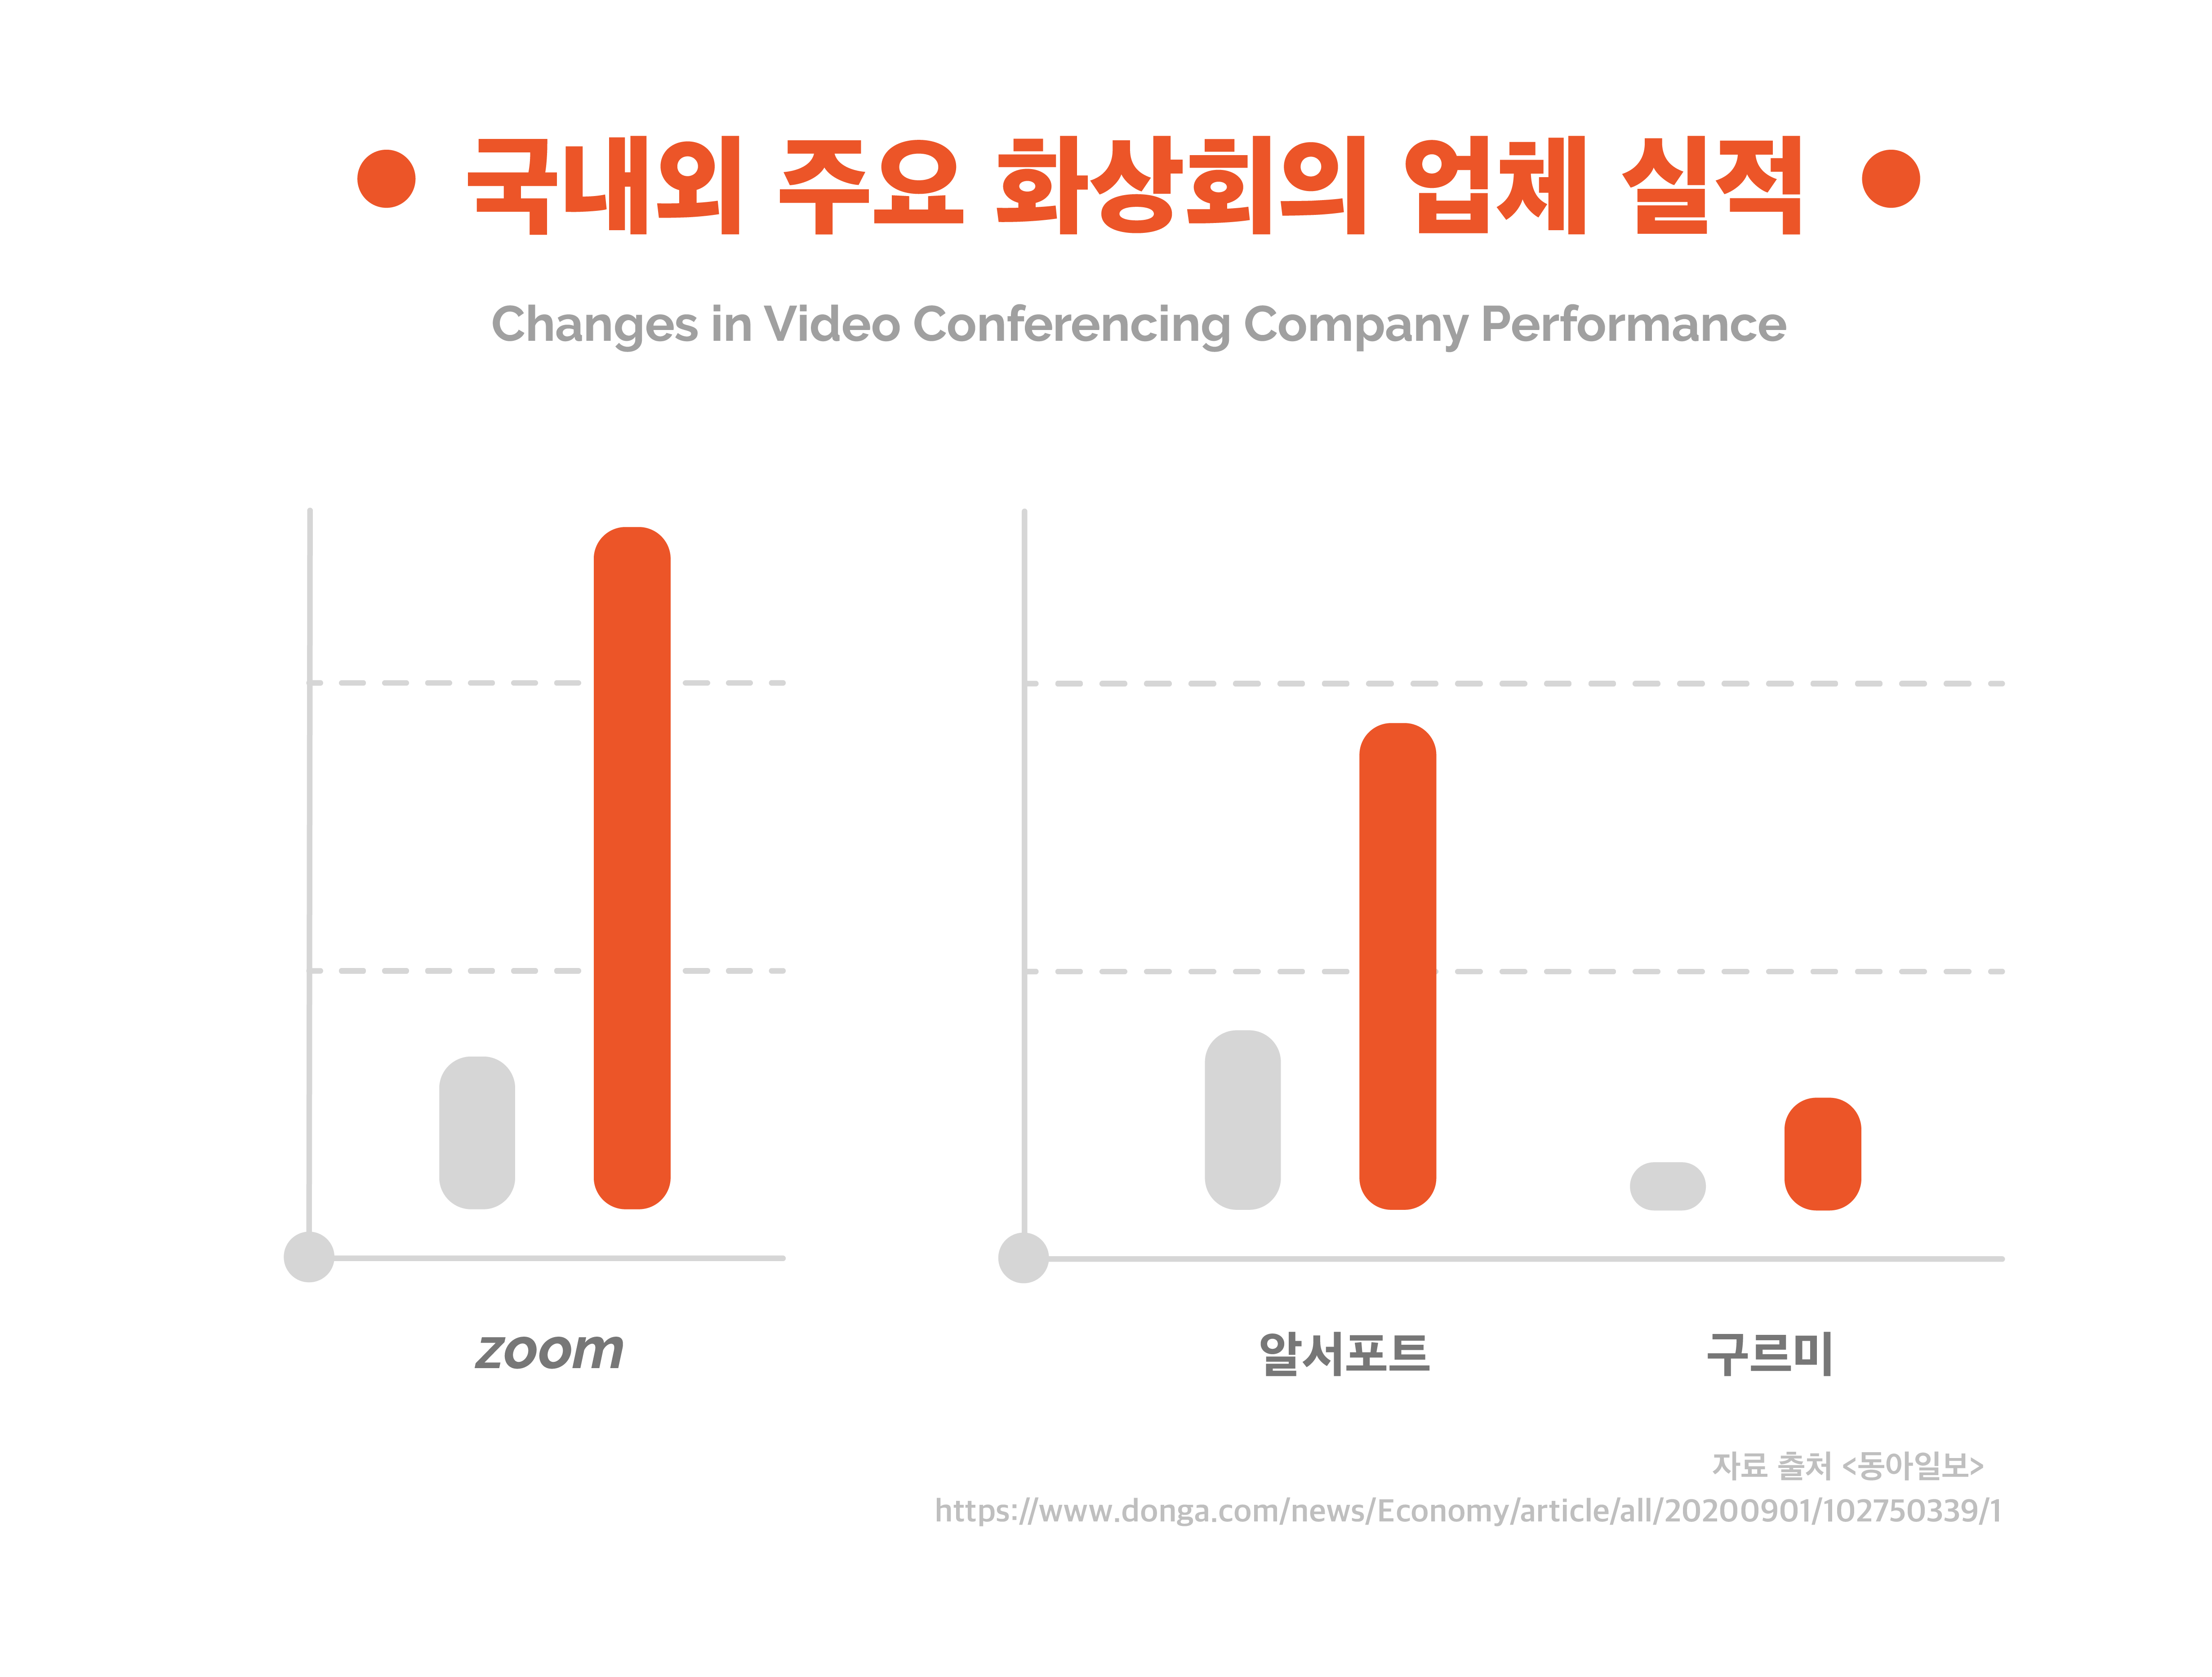 국내외 주요 화상회의 업체 실적
Changes in Video Conferencing Company Performance
zoom
알서포트
구르미
자료 출처 <동아일보>
https://www.donga.com/news/Economy/article/all/20200901/102750339/1